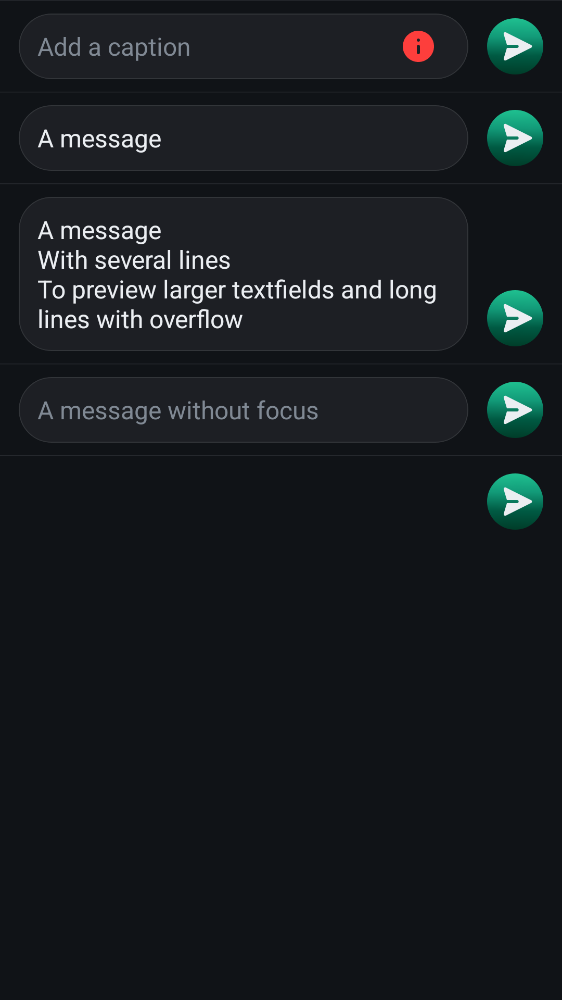 Add a caption
A message
A message
With several lines
To preview larger textfields and long
lines with overflow
A message without focus